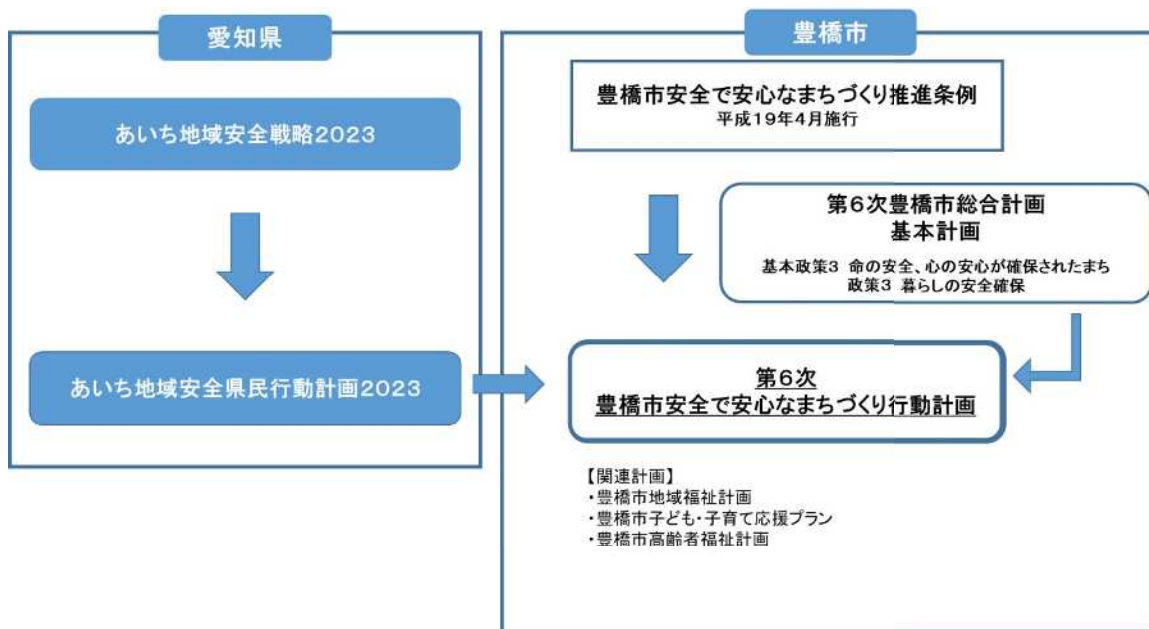 愛知県
あいち地域安全戦略2023
あいち地域安全県民行動計画2023
豊橋市
豊橋市安全で安心なまちづくり推進条例
平成19年4月施行
第6次豊橋市総合計画
基本計画
基本政策3 命の安全、心の安心が確保されたまち
政策3 暮らしの安全確保
第6次
豊橋市安全で安心なまちづくり行動計画
【関連計画】
・豊橋市地域福祉計画
・豊橋市子ども・子育て応援プラン
・豊橋市高齢者福祉計画